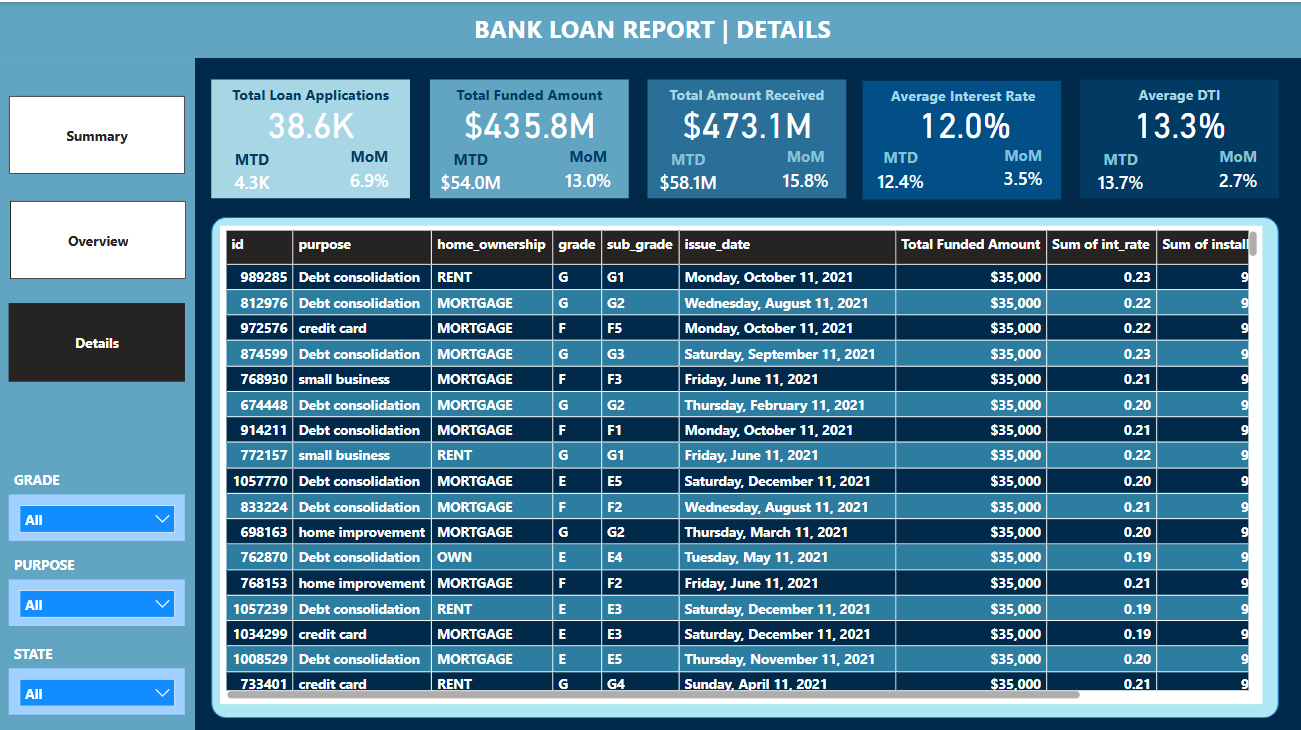 BANK LOAN REPORT | DETAILS
Summary
Overview
Details
GRADE
All
PURPOSE
All
STATE
All
Total Loan Applications
38.6K
MTD MoM
4.3K 6.9%
Total Funded Amount
$435.8M
MTD MoM
$54.0M 13.0%
Total Amount Received
$473.1M
MTD MoM
$58.1M 15.8%
Average Interest Rate
12.0%
MTD MoM
12.4% 3.5%
Average DTI
13.3%
MTD MoM
13.7% 2.7%
id purpose home_ownership grade sub_grade issue_date Total Funded Amount Sum of int_rate Sum of install
989285 Debt consolidation RENT G G1 Monday, October 11, 2021 $35,000 0.23 9
812976 Debt consolidation MORTGAGE G G2 Wednesday, August 11, 2021 $35,000 0.22 9
972576 credit card MORTGAGE F F5 Monday, October 11, 2021 $35,000 0.22 9
874599 Debt consolidation MORTGAGE G G3 Saturday, September 11, 2021 $35,000 0.23 9
768930 small business MORTGAGE F F3 Friday, June 11, 2021 $35,000 0.21 9
674448 Debt consolidation MORTGAGE G G2 Thursday, February 11, 2021 $35,000 0.20 9
914211 Debt consolidation MORTGAGE F F1 Monday, October 11, 2021 $35,000 0.21 9
772157 small business RENT G G1 Friday, June 11, 2021 $35,000 0.22 9
1057770 Debt consolidation MORTGAGE E E5 Saturday, December 11, 2021 $35,000 0.20 9
833224 Debt consolidation MORTGAGE F F2 Wednesday, August 11, 2021 $35,000 0.21 9
698163 home improvement MORTGAGE G G2 Thursday, March 11, 2021 $35,000 0.20 9
762870 Debt consolidation OWN E E4 Tuesday, May 11, 2021 $35,000 0.19 9
768153 home improvement MORTGAGE F F2 Friday, June 11, 2021 $35,000 0.21 9
1057239 Debt consolidation RENT E E3 Saturday, December 11, 2021 $35,000 0.19 9
1034299 credit card MORTGAGE E E3 Saturday, December 11, 2021 $35,000 0.19 9
1008529 Debt consolidation MORTGAGE E E5 Thursday, November 11, 2021 $35,000 0.20 9
733401 credit card RENT G G4 Sunday, April 11, 2021 $35,000 0.21 9